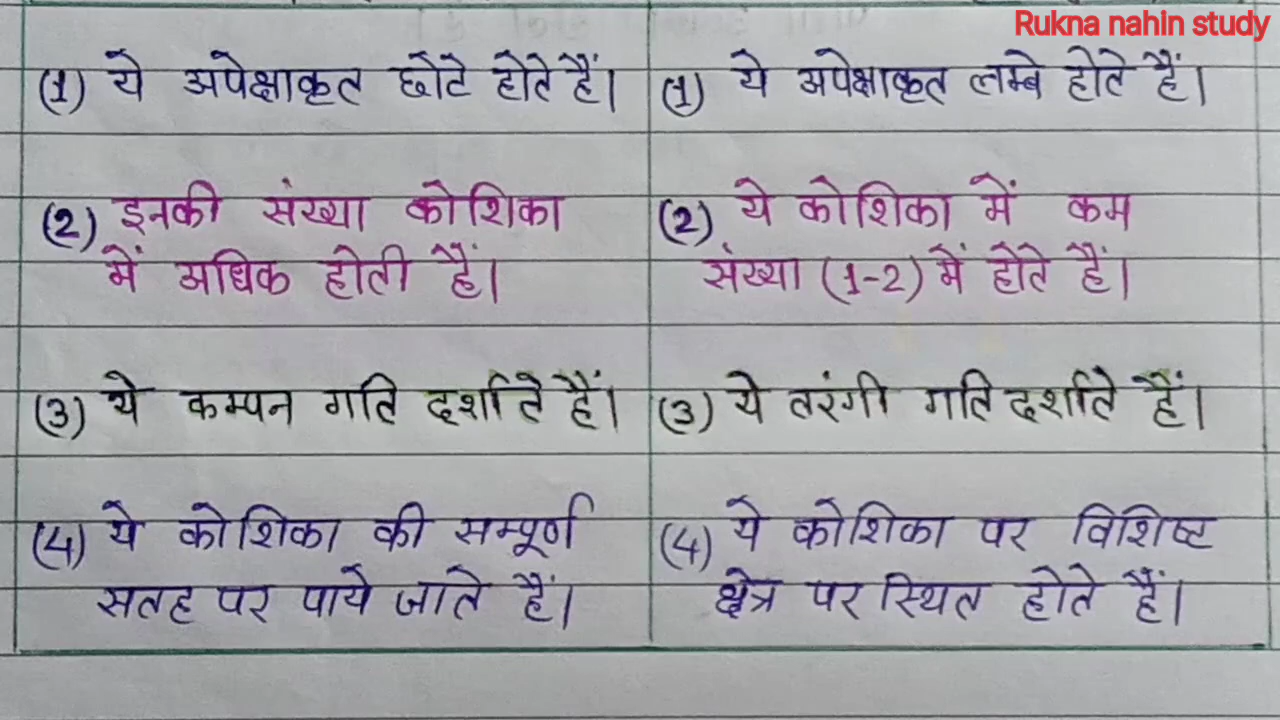 Rukna nahin study
(1) ये अपेक्षाकृत छोटे होते हैं।
(2) इनकी संख्या कोशिका
में अधिक होती हैं।
(3) ये कम्पन गति दर्शाते हैं।
(4) ये कोशिका की सम्पूर्ण
सतह पर पाये जाते हैं।
(1) ये अपेक्षाकृत लम्बे होते हैं।
(2) ये कोशिका में कम
संख्या (1-2) में होते हैं।
(3) ये तरंगी गति दर्शाते हैं।
(4) ये कोशिका पर विशिष्ट
क्षेत्र पर स्थित होते हैं।